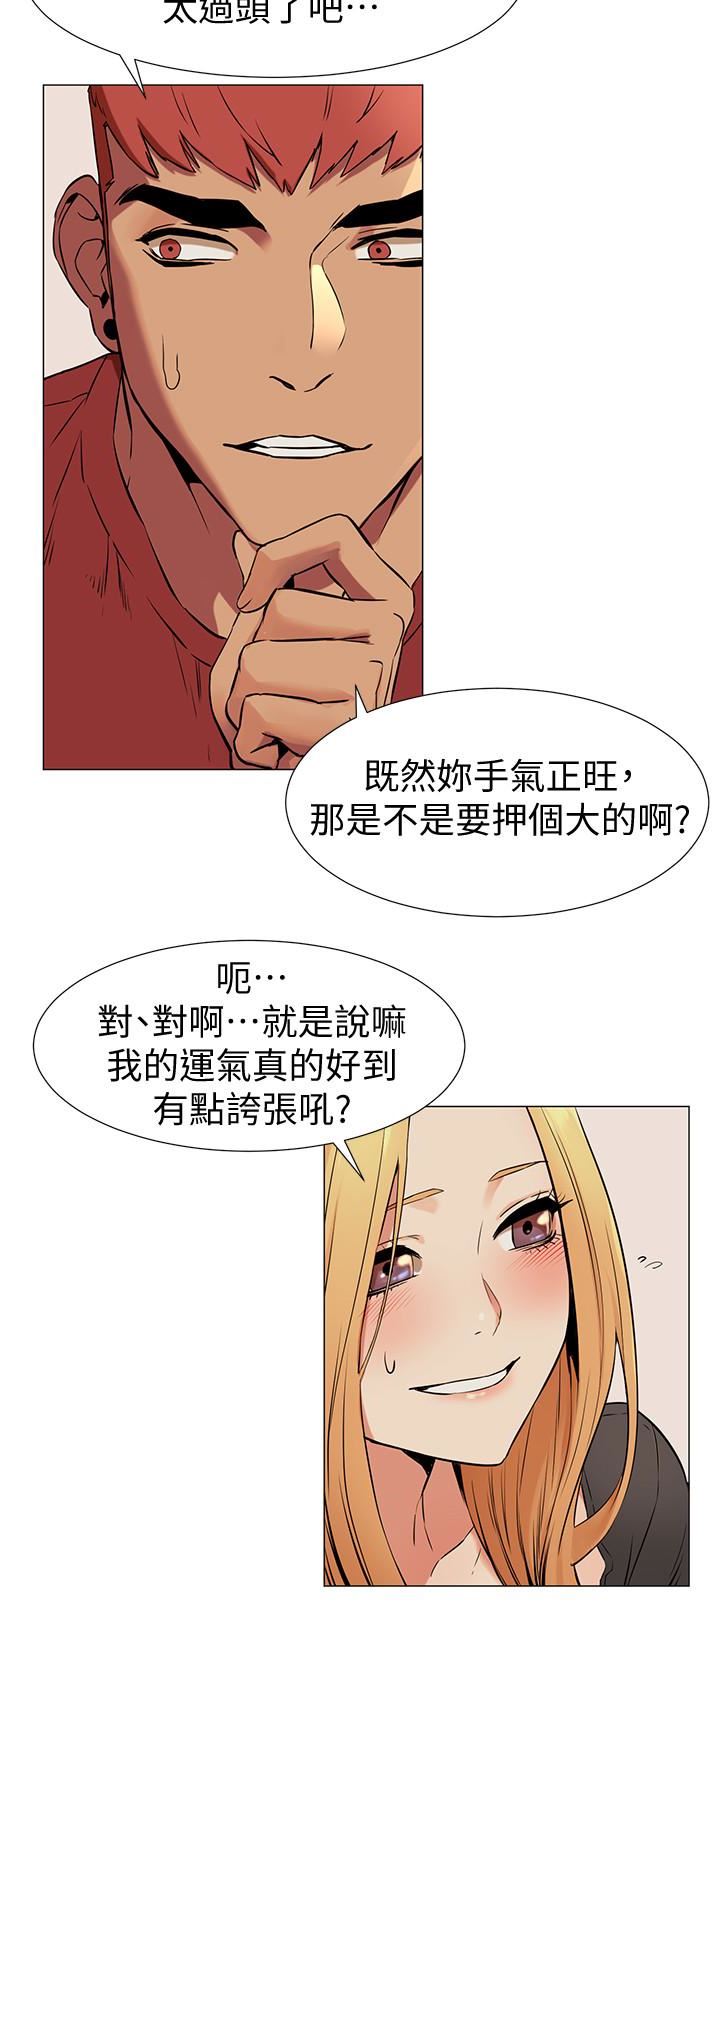 太過頭了吧⋯
既然妳手氣正旺,
那是不是要押個大的啊?
呃⋯
對、對啊⋯就是說嘛
我的運氣真的好到
有點誇張吼?